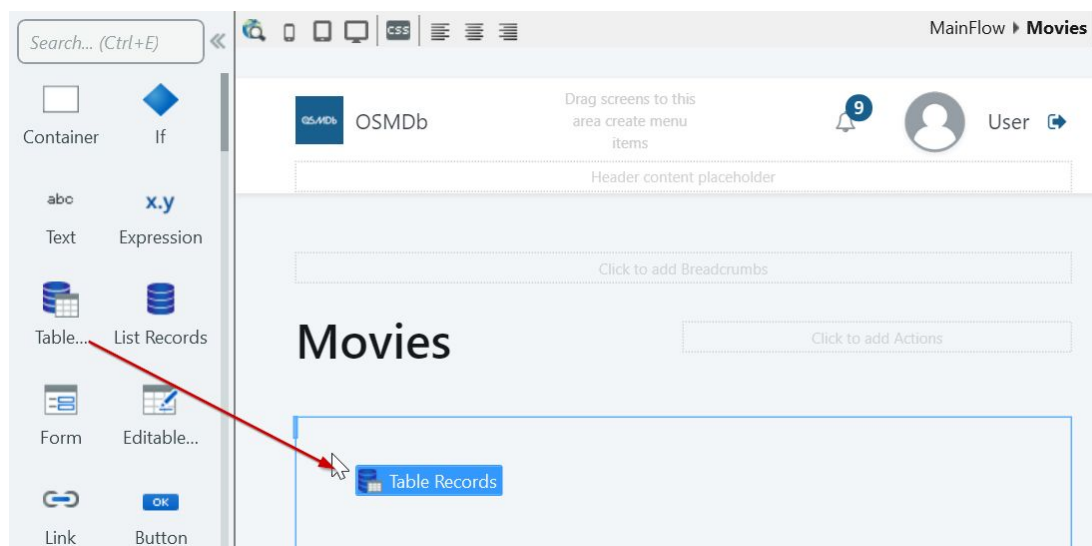 Search... (Ctrl+E)
Container
If
abc
Text
x.y
Expression
Table...
List Records
Form
Editable...
Link
OK
Button
css
MainFlow Movies
OSMDb
OSMDb
Drag screens to this
area create menu
items
9
User
Header content placeholder
Click to add Breadcrumbs
Movies
Click to add Actions
Table Records